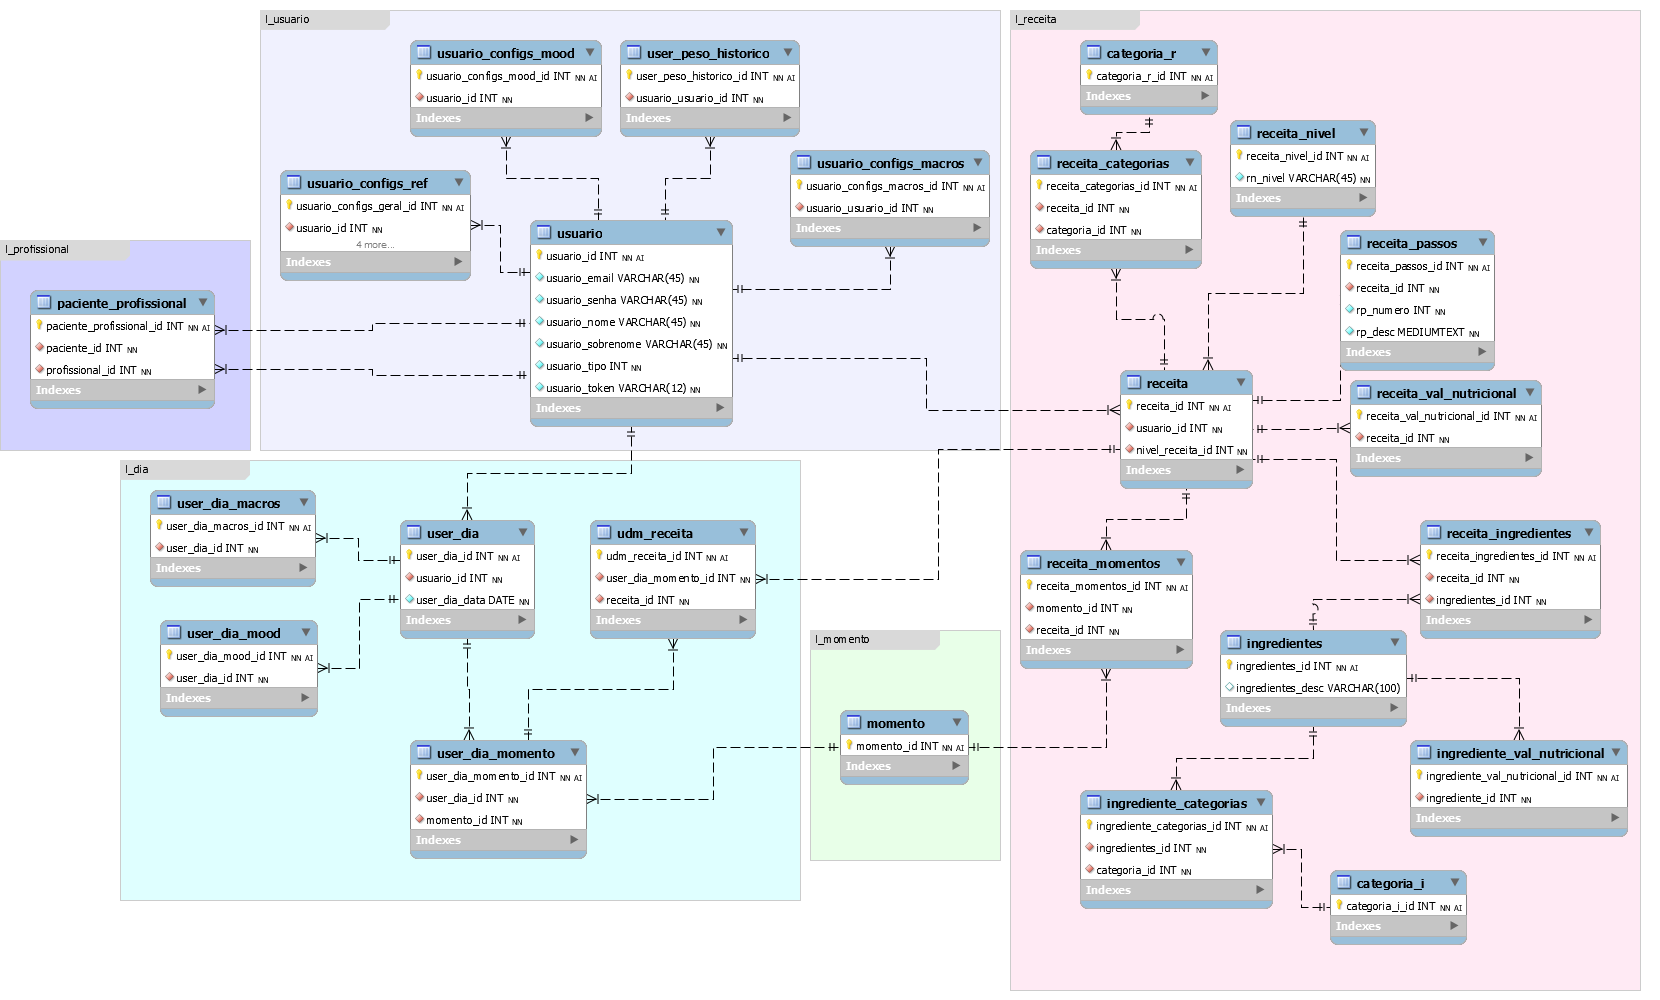 l_usuario
usuario_configs_mood
usuario_configs_mood_id INT NN AI
usuario_id INT NN
Indexes
user_peso_historico
user_peso_historico_id INT NN AI
usuario_usuario_id INT NN
Indexes
usuario_configs_macros
usuario_configs_macros_id INT NN AI
usuario_usuario_id INT NN
Indexes
usuario_configs_ref
usuario_configs_geral_id INT NN AI
usuario_id INT NN
4 more...
Indexes
usuario
usuario_id INT NN AI
usuario_email VARCHAR(45) NN
usuario_senha VARCHAR(45) NN
usuario_nome VARCHAR(45) NN
usuario_sobrenome VARCHAR(45) NN
usuario_tipo INT NN
usuario_token VARCHAR(12) NN
Indexes
l_profissional
paciente_profissional
paciente_profissional_id INT NN AI
paciente_id INT NN
profissional_id INT NN
Indexes
l_dia
user_dia_macros
user_dia_macros_id INT NN AI
user_dia_id INT NN
Indexes
user_dia_mood
user_dia_mood_id INT NN AI
user_dia_id INT NN
Indexes
user_dia
user_dia_id INT NN AI
usuario_id INT NN
user_dia_data DATE NN
Indexes
udm_receita
udm_receita_id INT NN AI
user_dia_momento_id INT NN
receita_id INT NN
Indexes
user_dia_momento
user_dia_momento_id INT NN AI
user_dia_id INT NN
momento_id INT NN
Indexes
l_momento
momento
momento_id INT NN AI
Indexes
l_receita
categoria_r
categoria_r_id INT NN AI
Indexes
receita_categorias
receita_categorias_id INT NN AI
receita_id INT NN
categoria_id INT NN
Indexes
receita_nivel
receita_nivel_id INT NN AI
rn_nivel VARCHAR(45) NN
Indexes
receita_passos
receita_passos_id INT NN AI
receita_id INT NN
rp_numero INT NN
rp_desc MEDIUMTEXT NN
Indexes
receita
receita_id INT NN AI
usuario_id INT NN
nivel_receita_id INT NN
Indexes
receita_val_nutricional
receita_val_nutricional_id INT NN AI
receita_id INT NN
Indexes
receita_momentos
receita_momentos_id INT NN AI
momento_id INT NN
receita_id INT NN
Indexes
receita_ingredientes
receita_ingredientes_id INT NN AI
receita_id INT NN
ingredientes_id INT NN
Indexes
ingredientes
ingredientes_id INT NN AI
ingredientes_desc VARCHAR(100)
Indexes
ingrediente_val_nutricional
ingrediente_val_nutricional_id INT NN AI
ingrediente_id INT NN
Indexes
ingrediente_categorias
ingrediente_categorias_id INT NN AI
ingredientes_id INT NN
categoria_id INT NN
Indexes
categoria_i
categoria_i_id INT NN AI
Indexes